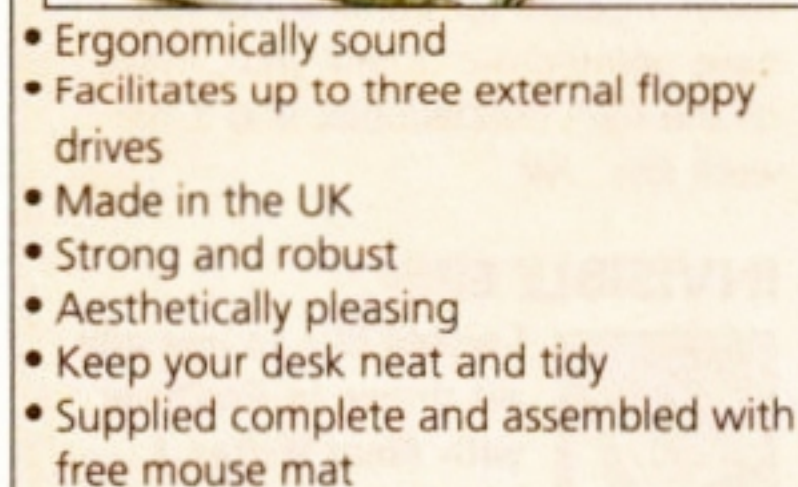 • Ergonomically sound
• Facilitates up to three external floppy
drives
• Made in the UK
• Strong and robust
• Aesthetically pleasing
• Keep your desk neat and tidy
• Supplied complete and assembled with
free mouse mat